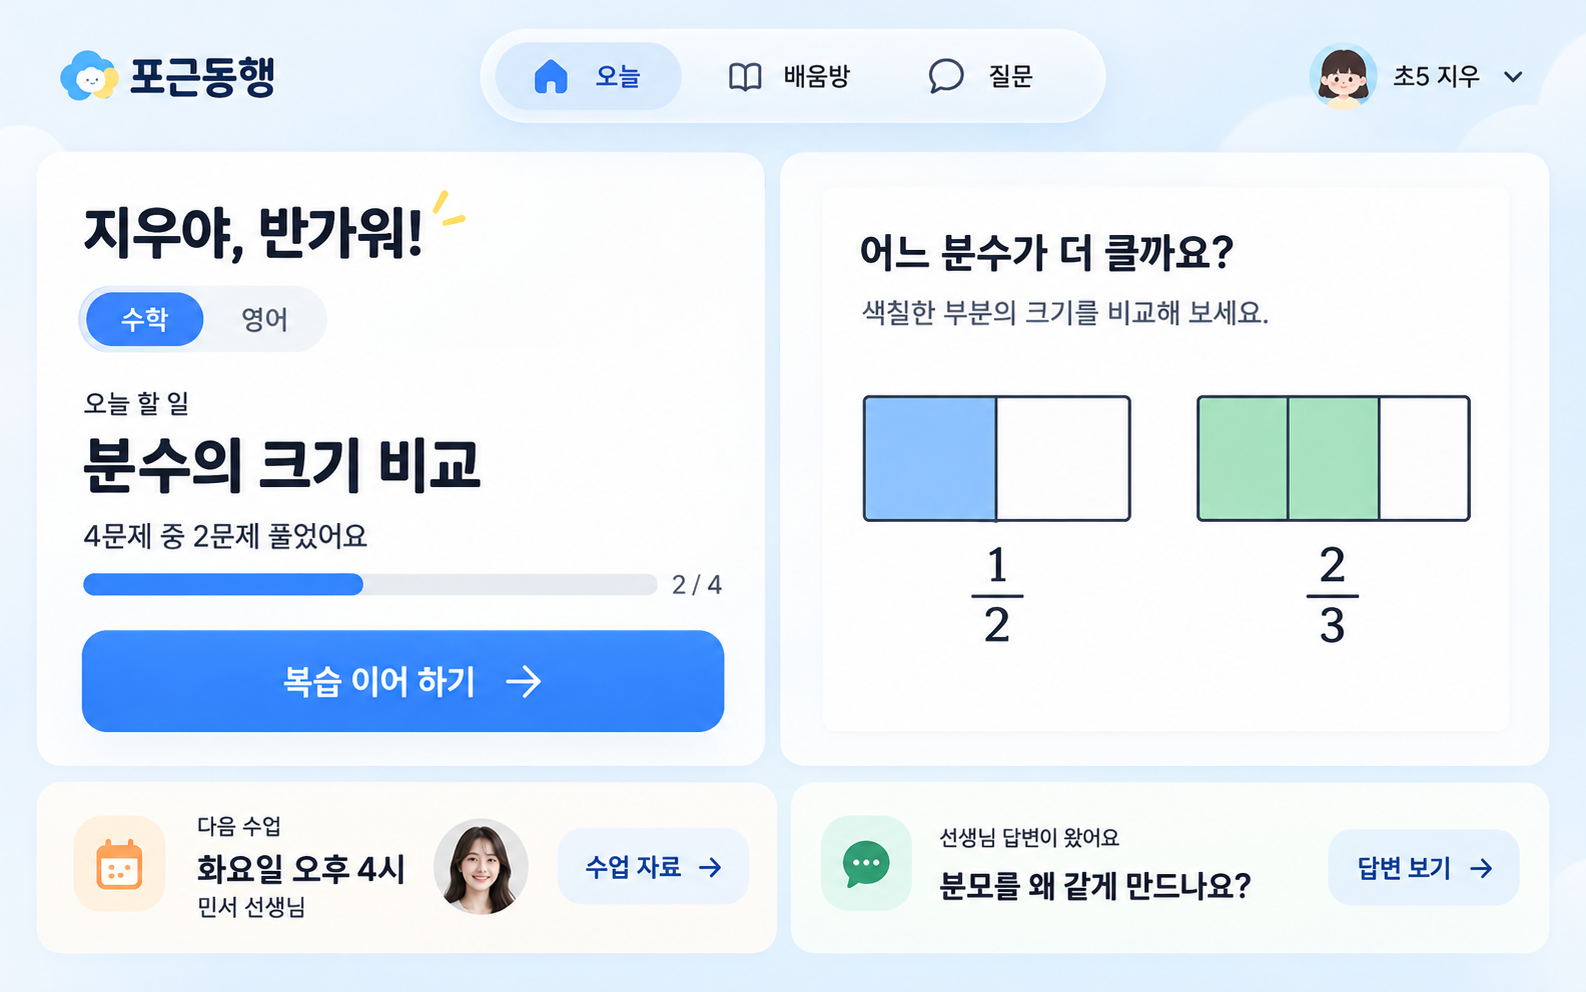 포근동행
오늘
배움방
질문
초5 지우
지우야, 반가워!
수학
영어
오늘 할 일
분수의 크기 비교
4문제 중 2문제 풀었어요
2 / 4
복습 이어 하기 →
어느 분수가 더 클까요?
색칠한 부분의 크기를 비교해 보세요.
1
2
2
3
다음 수업
화요일 오후 4시
민서 선생님
수업 자료 →
선생님 답변이 왔어요
분모를 왜 같게 만드나요?
답변 보기 →